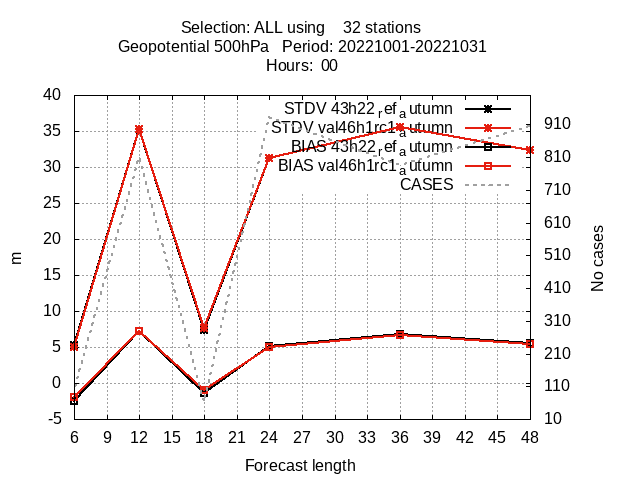 Selection: ALL using    32 stations
Geopotential 500hPa   Period: 20221001-20221031
Hours:  00
STDV 43h22ref_autumn
STDV val46h1rc1_autumn
BIAS 43h22ref_autumn
BIAS val46h1rc1_autumn
CASES
40
35
30
25
20
15
10
5
0
-5
m
910
810
710
610
510
410
310
210
110
10
No cases
6 9 12 15 18 21 24 27 30 33 36 39 42 45 48
Forecast length